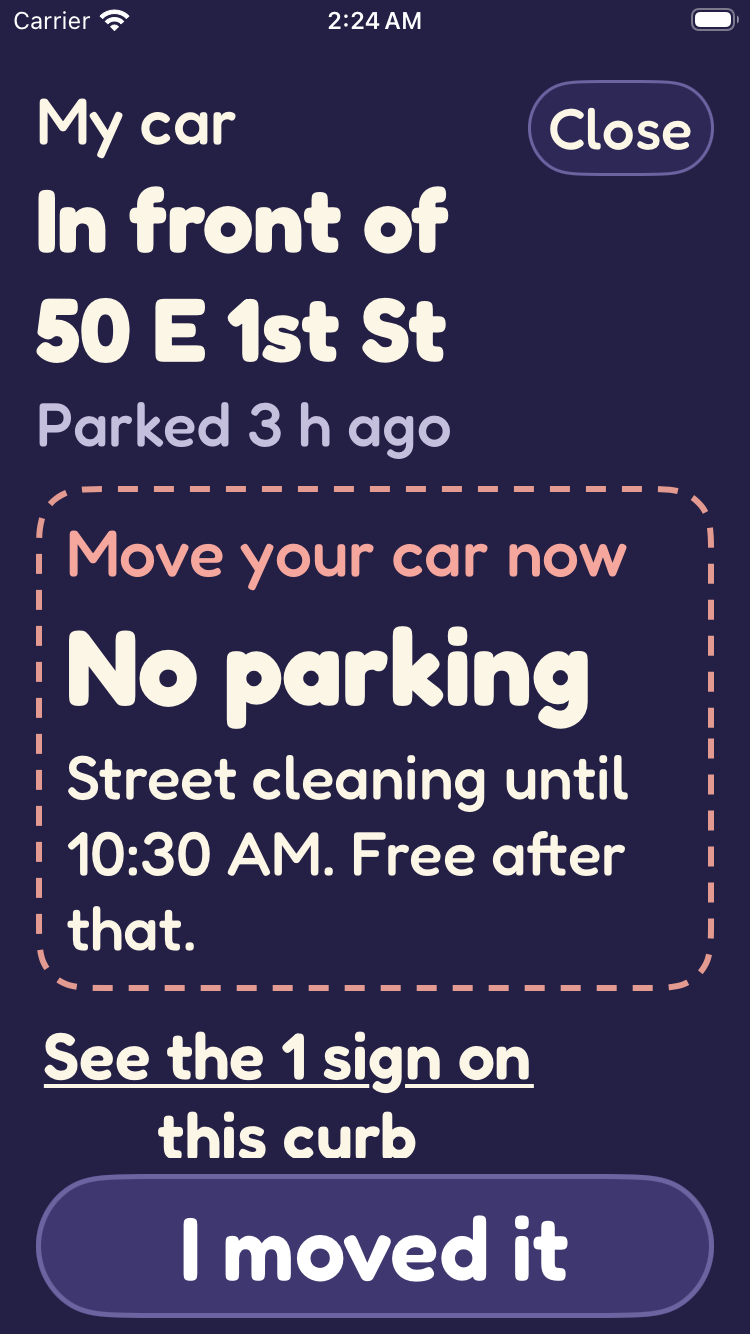 Carrier
2:24 AM
My car
Close
In front of
50 E 1st St
Parked 3 h ago
Move your car now
No parking
Street cleaning until
10:30 AM. Free after
that.
See the 1 sign on
this curb
I moved it